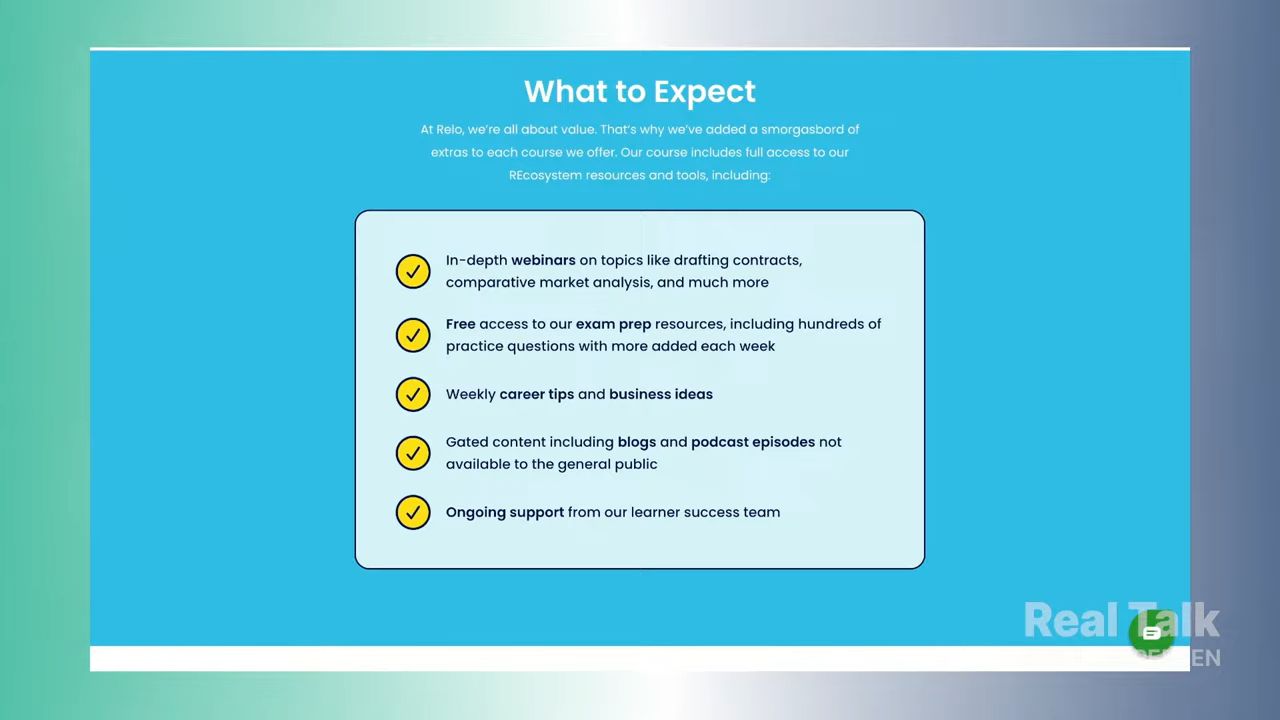 What to Expect
At Relo, we’re all about value. That’s why we’ve added a smorgasbord of
extras to each course we offer. Our course includes full access to our
REcosystem resources and tools, including:
In-depth webinars on topics like drafting contracts,
comparative market analysis, and much more
Free access to our exam prep resources, including hundreds of
practice questions with more added each week
Weekly career tips and business ideas
Gated content including blogs and podcast episodes not
available to the general public
Ongoing support from our learner success team
Real Talk